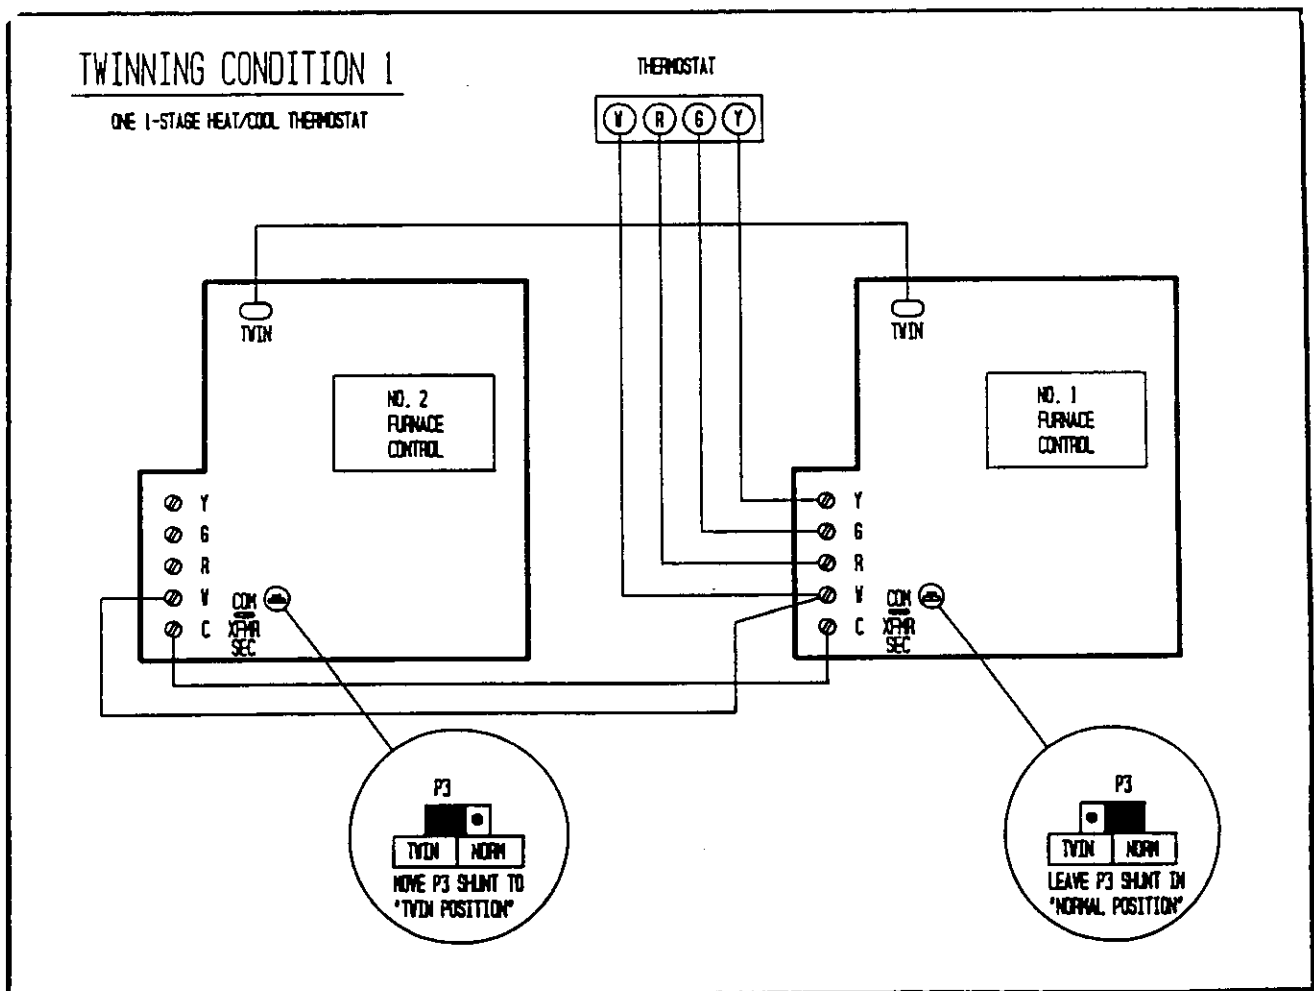 TWINNING CONDITION 1
ONE 1-STAGE HEAT/COOL THERMOSTAT
THERMOSTAT
W R G Y
TWIN
NO. 2
FURNACE
CONTROL
Y
G
R
W
C
COM
XFMR
SEC
P3
TWIN NORM
MOVE P3 SHUNT TO
"TWIN POSITION"
TWIN
NO. 1
FURNACE
CONTROL
Y
G
R
W
C
COM
XFMR
SEC
P3
TWIN NORM
LEAVE P3 SHUNT IN
"NORMAL POSITION"